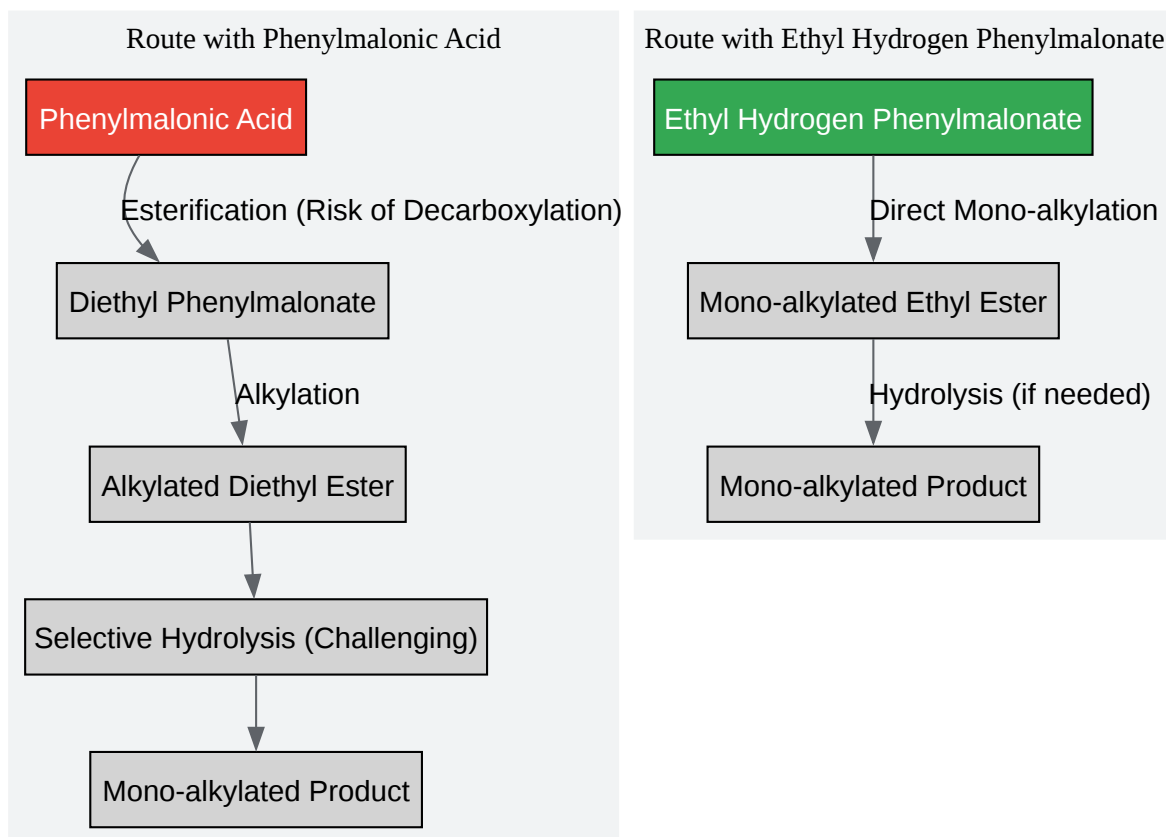 Route with Phenylmalonic Acid
Phenylmalonic Acid
Esterification (Risk of Decarboxylation)
Diethyl Phenylmalonate
Alkylation
Alkylated Diethyl Ester
Selective Hydrolysis (Challenging)
Mono-alkylated Product
Route with Ethyl Hydrogen Phenylmalonate
Ethyl Hydrogen Phenylmalonate
Direct Mono-alkylation
Mono-alkylated Ethyl Ester
Hydrolysis (if needed)
Mono-alkylated Product